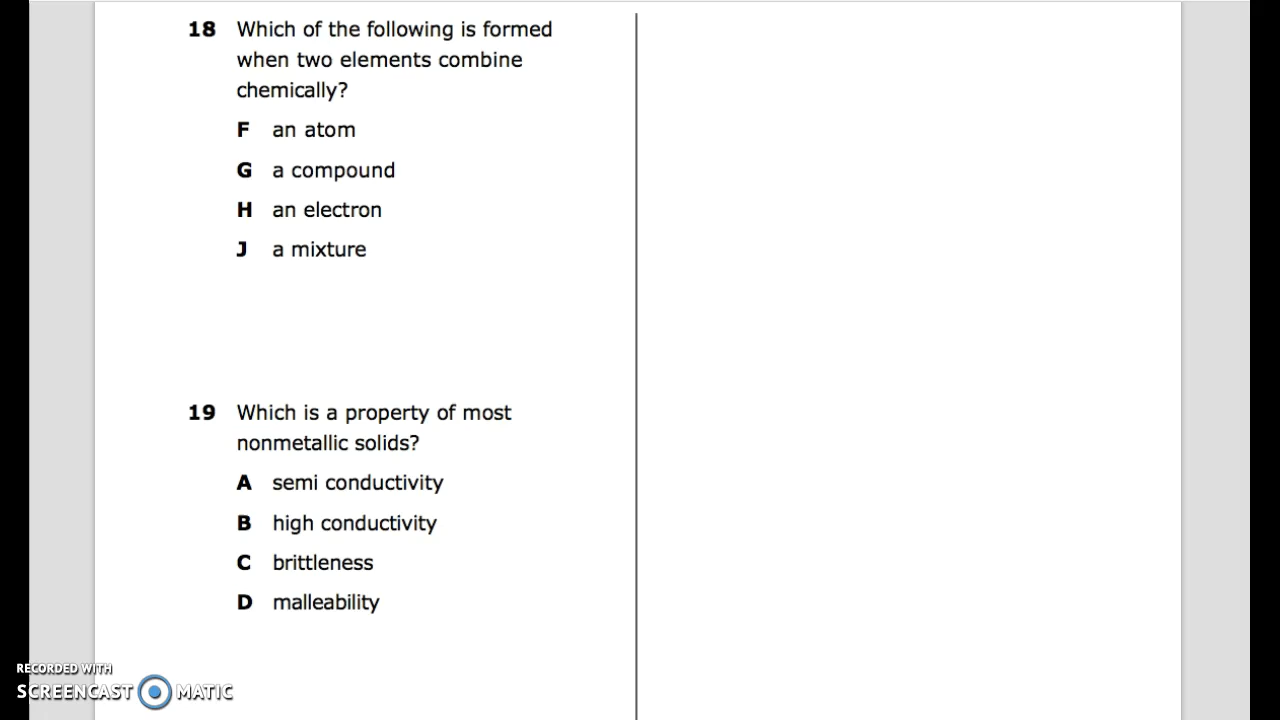 18 Which of the following is formed
when two elements combine
chemically?
F an atom
G a compound
H an electron
J a mixture
19 Which is a property of most
nonmetallic solids?
A semi conductivity
B high conductivity
C brittleness
D malleability
RECORDED WITH
SCREENCAST MATIC